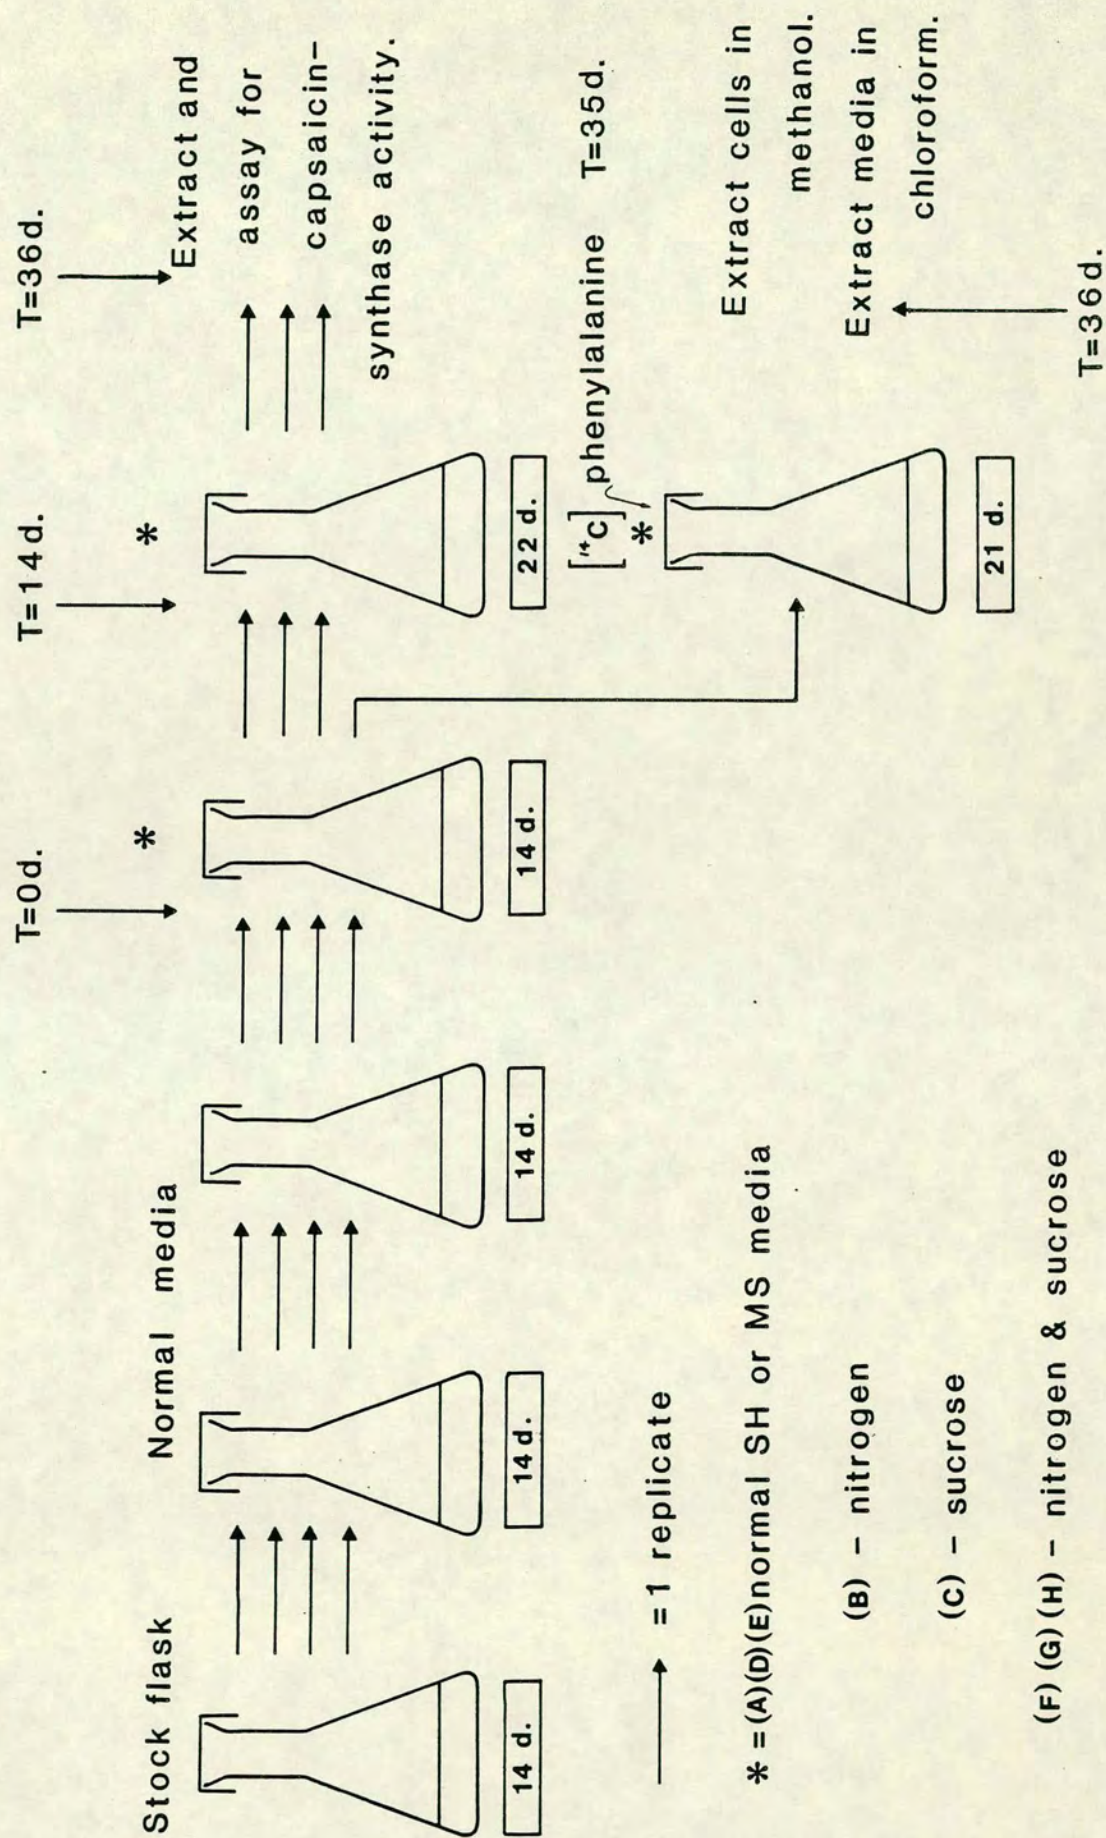 T=0d.
T=14d.
T=36d.
Stock flask
Normal media
*
*
Extract and
assay for
capsaicin-
synthase activity.
14 d.
14 d.
14 d.
14 d.
22 d.
[¹⁴C] phenylalanine T=35d.
*
21 d.
Extract cells in
methanol.
Extract media in
chloroform.
T=36d.
=1 replicate
* =(A)(D)(E)normal SH or MS media
(B) - nitrogen
(C) - sucrose
(F)(G)(H) - nitrogen & sucrose